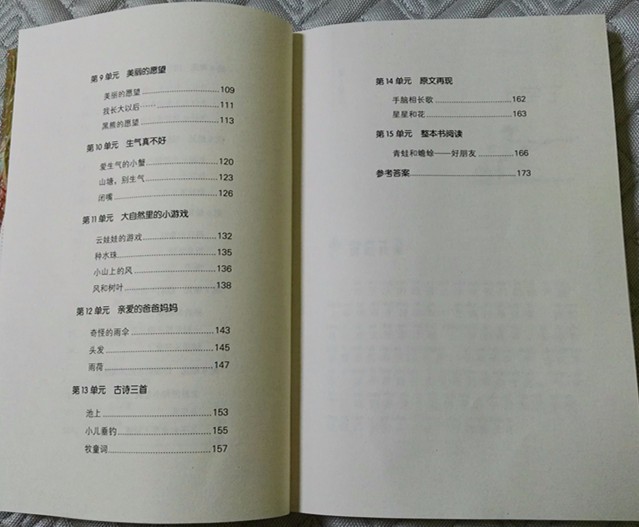 第9单元 美丽的愿望
美丽的愿望 109
我长大以后…… 111
黑熊的愿望 113
第10单元 生气真不好
爱生气的小蟹 120
山塘，别生气 123
闭嘴 126
第11单元 大自然里的小游戏
云娃娃的游戏 132
种水珠 135
小山上的风 136
风和树叶 138
第12单元 亲爱的爸爸妈妈
奇怪的雨伞 143
头发 145
雨荷 147
第13单元 古诗三首
池上 153
小儿垂钓 155
牧童词 157
第14单元 原文再现
手脑相长歌 162
星星和花 163
第15单元 整本书阅读
青蛙和蟾蜍——好朋友 166
参考答案 173